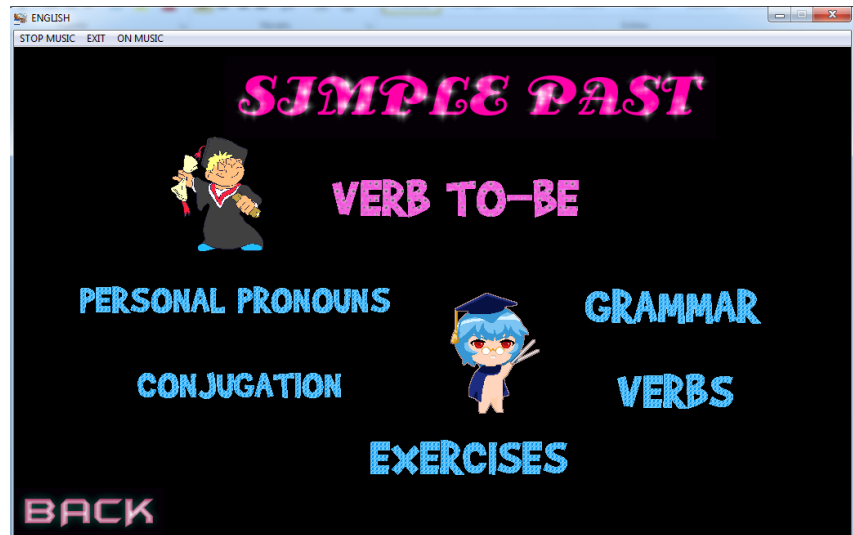 ENGLISH
STOP MUSIC EXIT ON MUSIC
SIMPLE PAST
VERB TO-BE
PERSONAL PRONOUNS
GRAMMAR
CONJUGATION
VERBS
EXERCISES
BACK